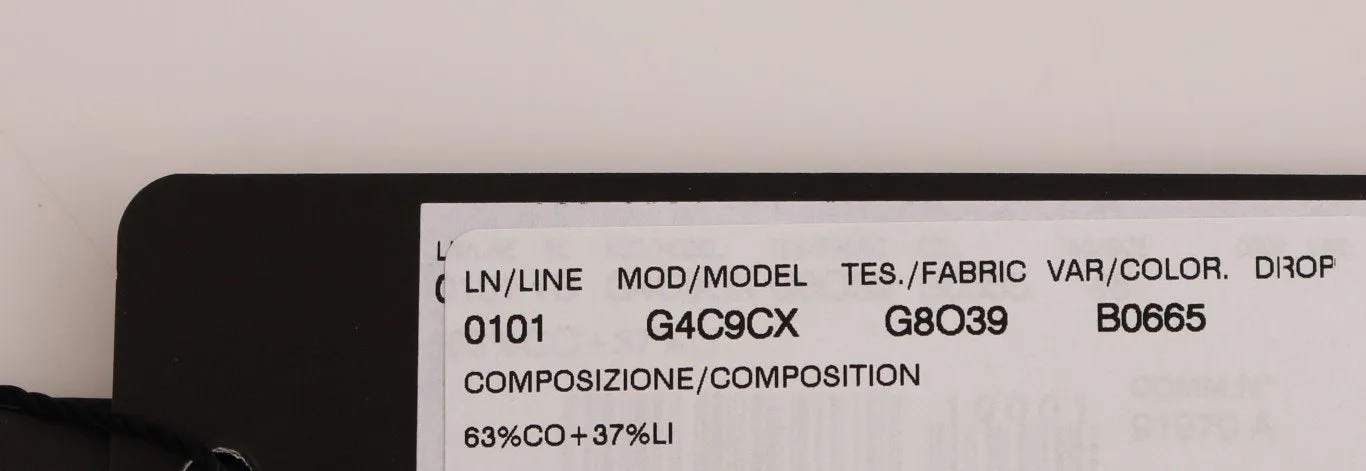 LN/LINE MOD/MODEL TES./FABRIC VAR/COLOR. DROP
0101 G4C9CX G8O39 B0665
COMPOSIZIONE/COMPOSITION
63%CO+37%LI